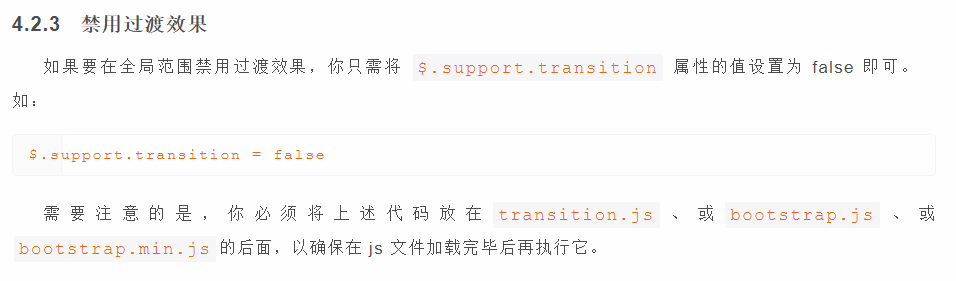 4.2.3 禁用过渡效果
如果要在全局范围禁用过渡效果，你只需将 $.support.transition 属性的值设置为 false 即可。
如：
$.support.transition = false
需要注意的是，你必须将上述代码放在 transition.js 、或 bootstrap.js 、或
bootstrap.min.js 的后面，以确保在 js 文件加载完毕后再执行它。